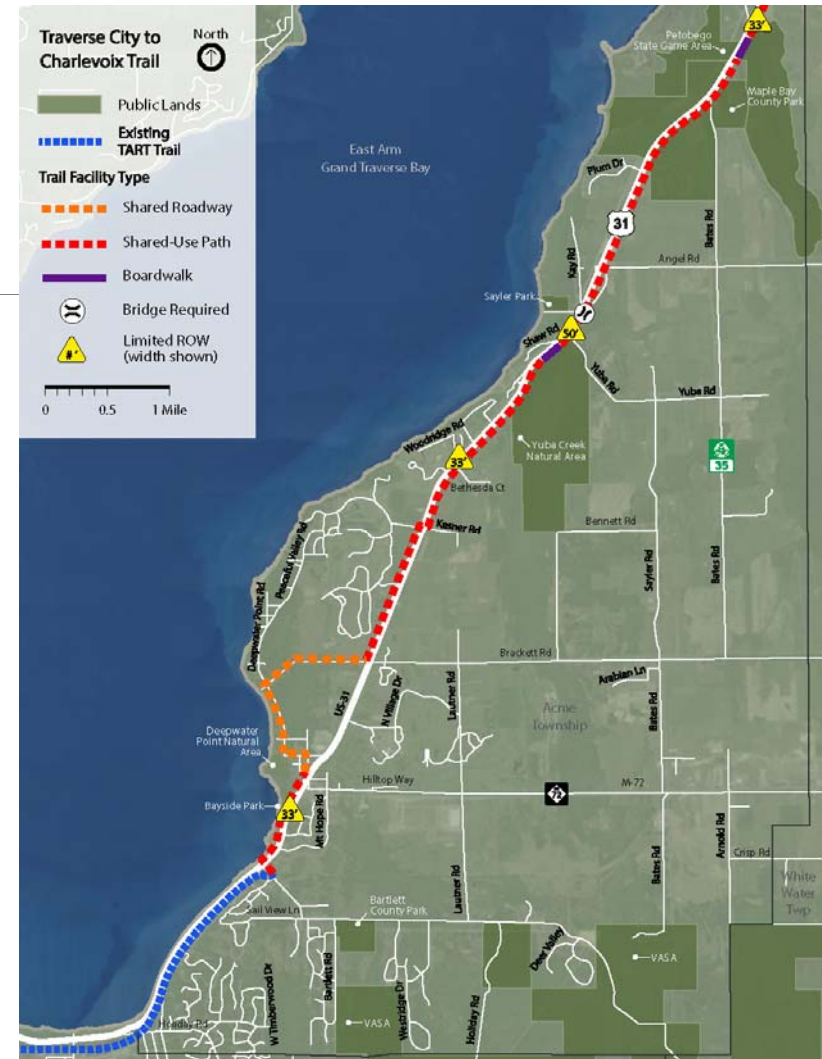 Traverse City to
Charlevoix Trail
North
Public Lands
Existing
TART Trail
Trail Facility Type
Shared Roadway
Shared-Use Path
Boardwalk
Bridge Required
#'
Limited ROW
(width shown)
0 0.5 1 Mile
East Arm
Grand Traverse Bay
33'
Petobego
State Game Area
Maple Bay
County Park
Plum Dr
31
Bates Rd
Kay Rd
Angel Rd
Sayler Park
Shaw Rd
50'
Yuba Rd
Yuba Rd
Woodridge Rd
33'
Yuba Creek
Natural Area
35
Bethesda Ct
Kesner Rd
Bennett Rd
Peaceful Valley Rd
Sayler Rd
Bates Rd
Deepwater Point Rd
Brackett Rd
Arabian Ln
US-31
N Village Dr
Lautner Rd
Acme
Township
Bates Rd
Deepwater
Point Natural
Area
Hilltop Way
M-72
72
Bayside Park
33'
Mt Hope Rd
Arnold Rd
Crisp Rd
Bates Rd
White
Water
Twp
Lautner Rd
Bartlett
County Park
Sail View Ln
Bartlett Rd
Deer Valley
VASA
W Timberwood Dr
Westridge Dr
Holiday Rd
Holiday Rd
VASA